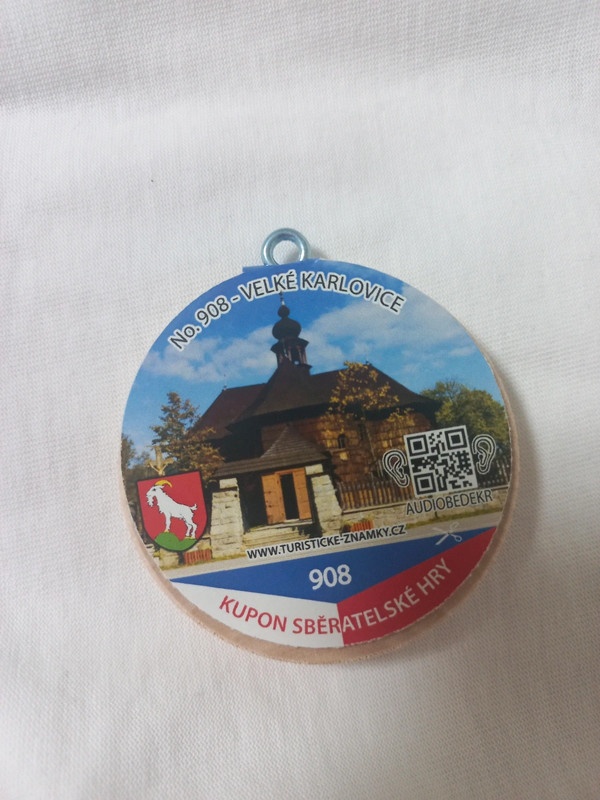 No. 908 - VELKÉ KARLOVICE
AUDIOBEDEKR
WWW.TURISTICKE-ZNAMKY.CZ
908
KUPON SBĚRATELSKÉ HRY